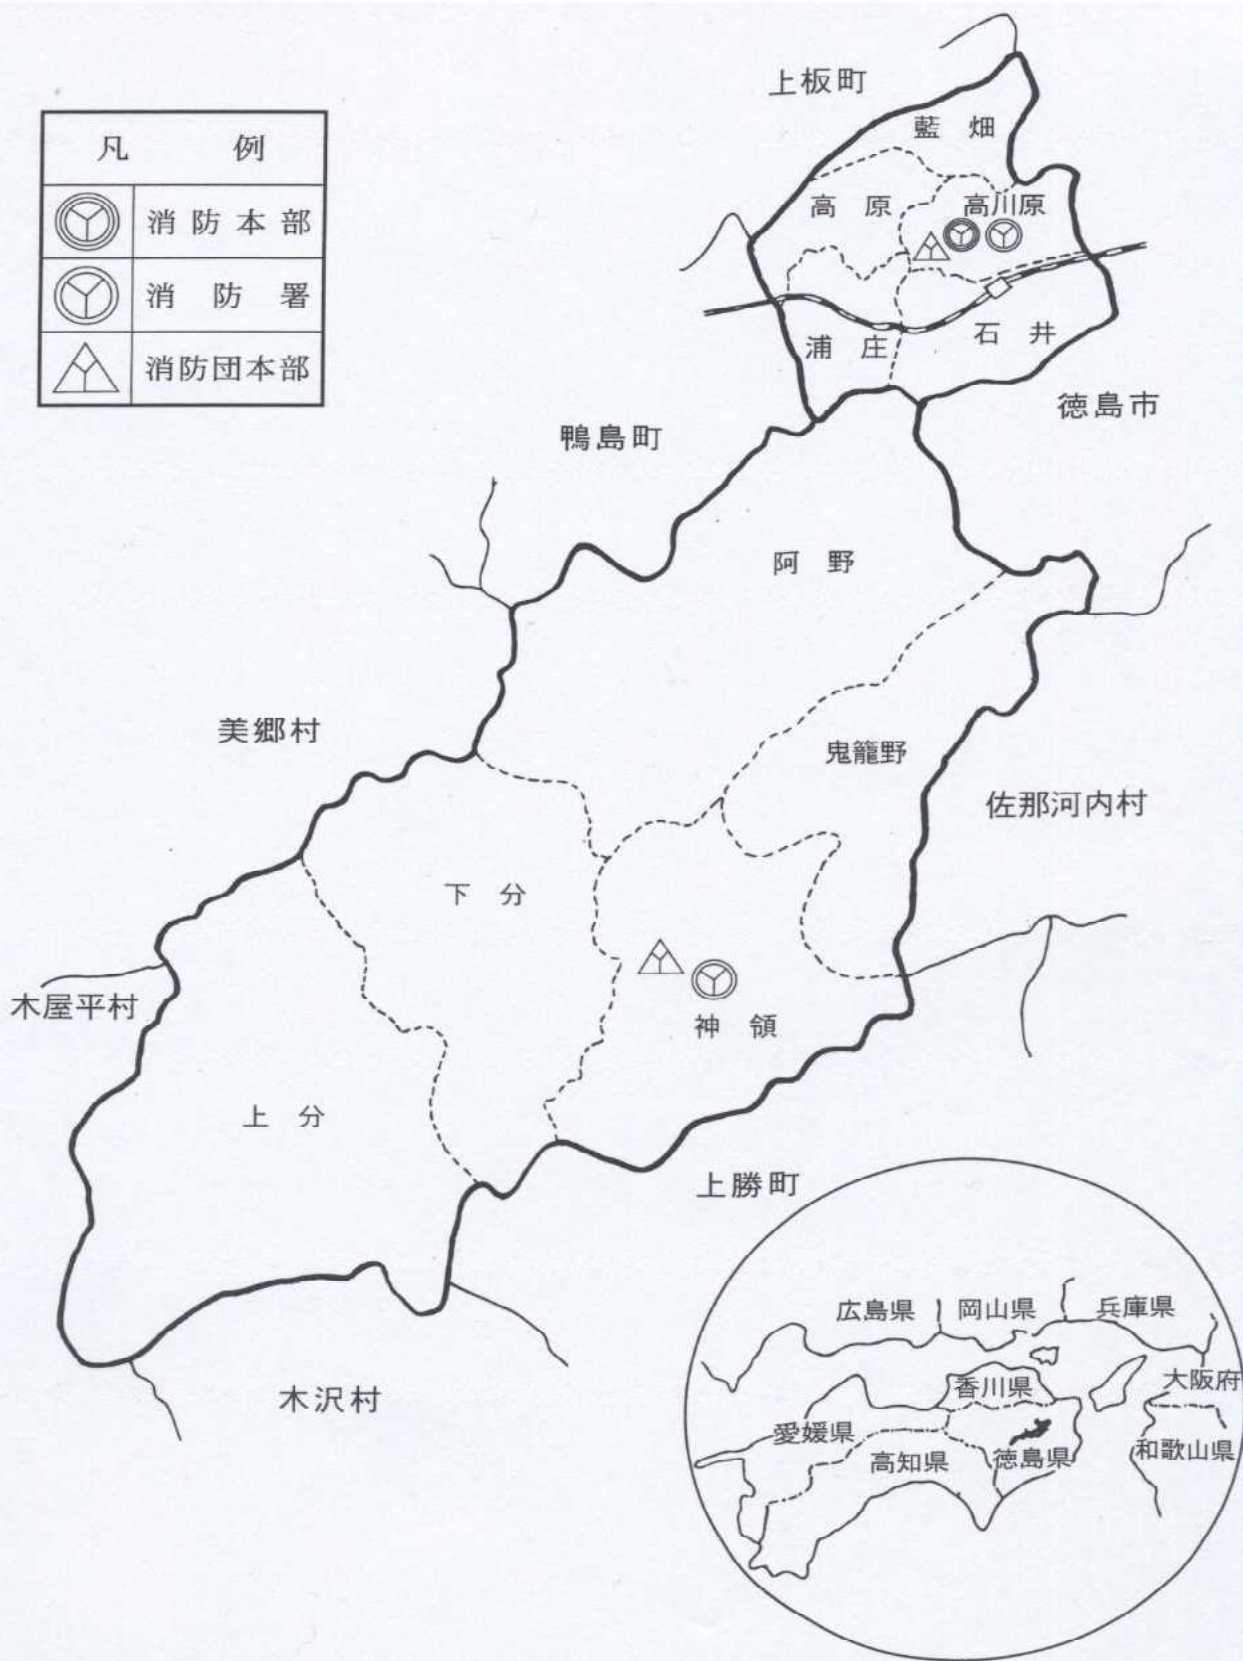 上板町
凡 例
藍 畑
消防本部
高 原
高川原
消防署
石 井
浦 庄
消防団本部
徳島市
鴨島町
阿 野
美郷村
鬼籠野
佐那河内村
下 分
木屋平村
神 領
上 分
上勝町
広島県
岡山県
兵庫県
香川県
大阪府
木沢村
愛媛県
徳島県
和歌山県
高知県